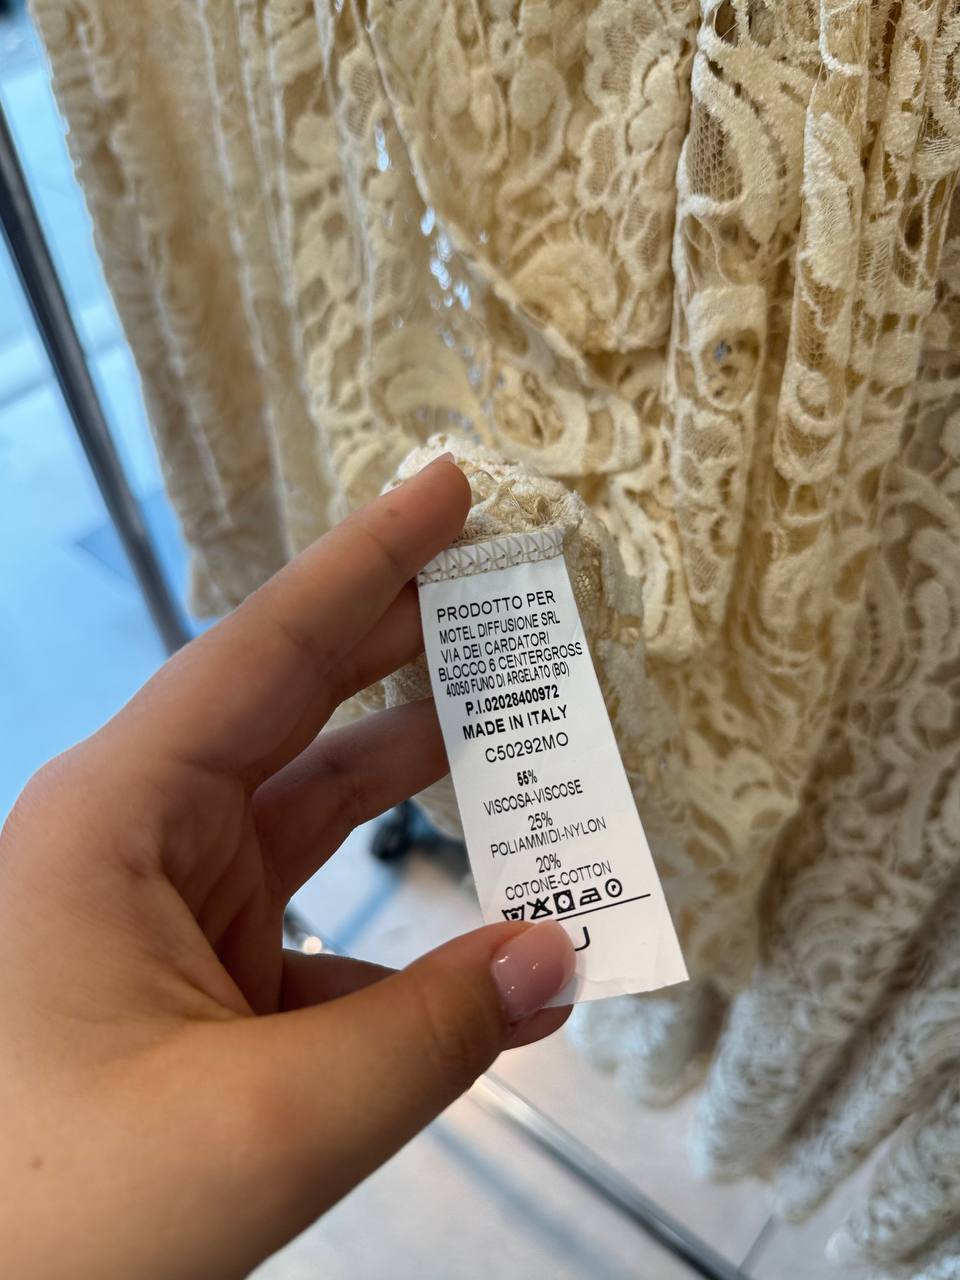 PRODOTTO PER
MOTEL DIFFUSIONE SRL
VIA DEI CARDATORI
BLOCCO 6 CENTERGROSS
40050 FUNO DI ARGELATO (BO)
P.I.02028400972
MADE IN ITALY
C50292MO
55%
VISCOSA-VISCOSE
25%
POLIAMMIDI-NYLON
20%
COTONE-COTTON